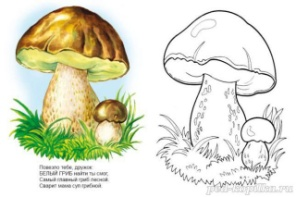 Повезло тебе, дружок:
БЕЛЫЙ ГРИБ найти ты смог,
Самый главный гриб лесной.
Сварит мама суп грибной.